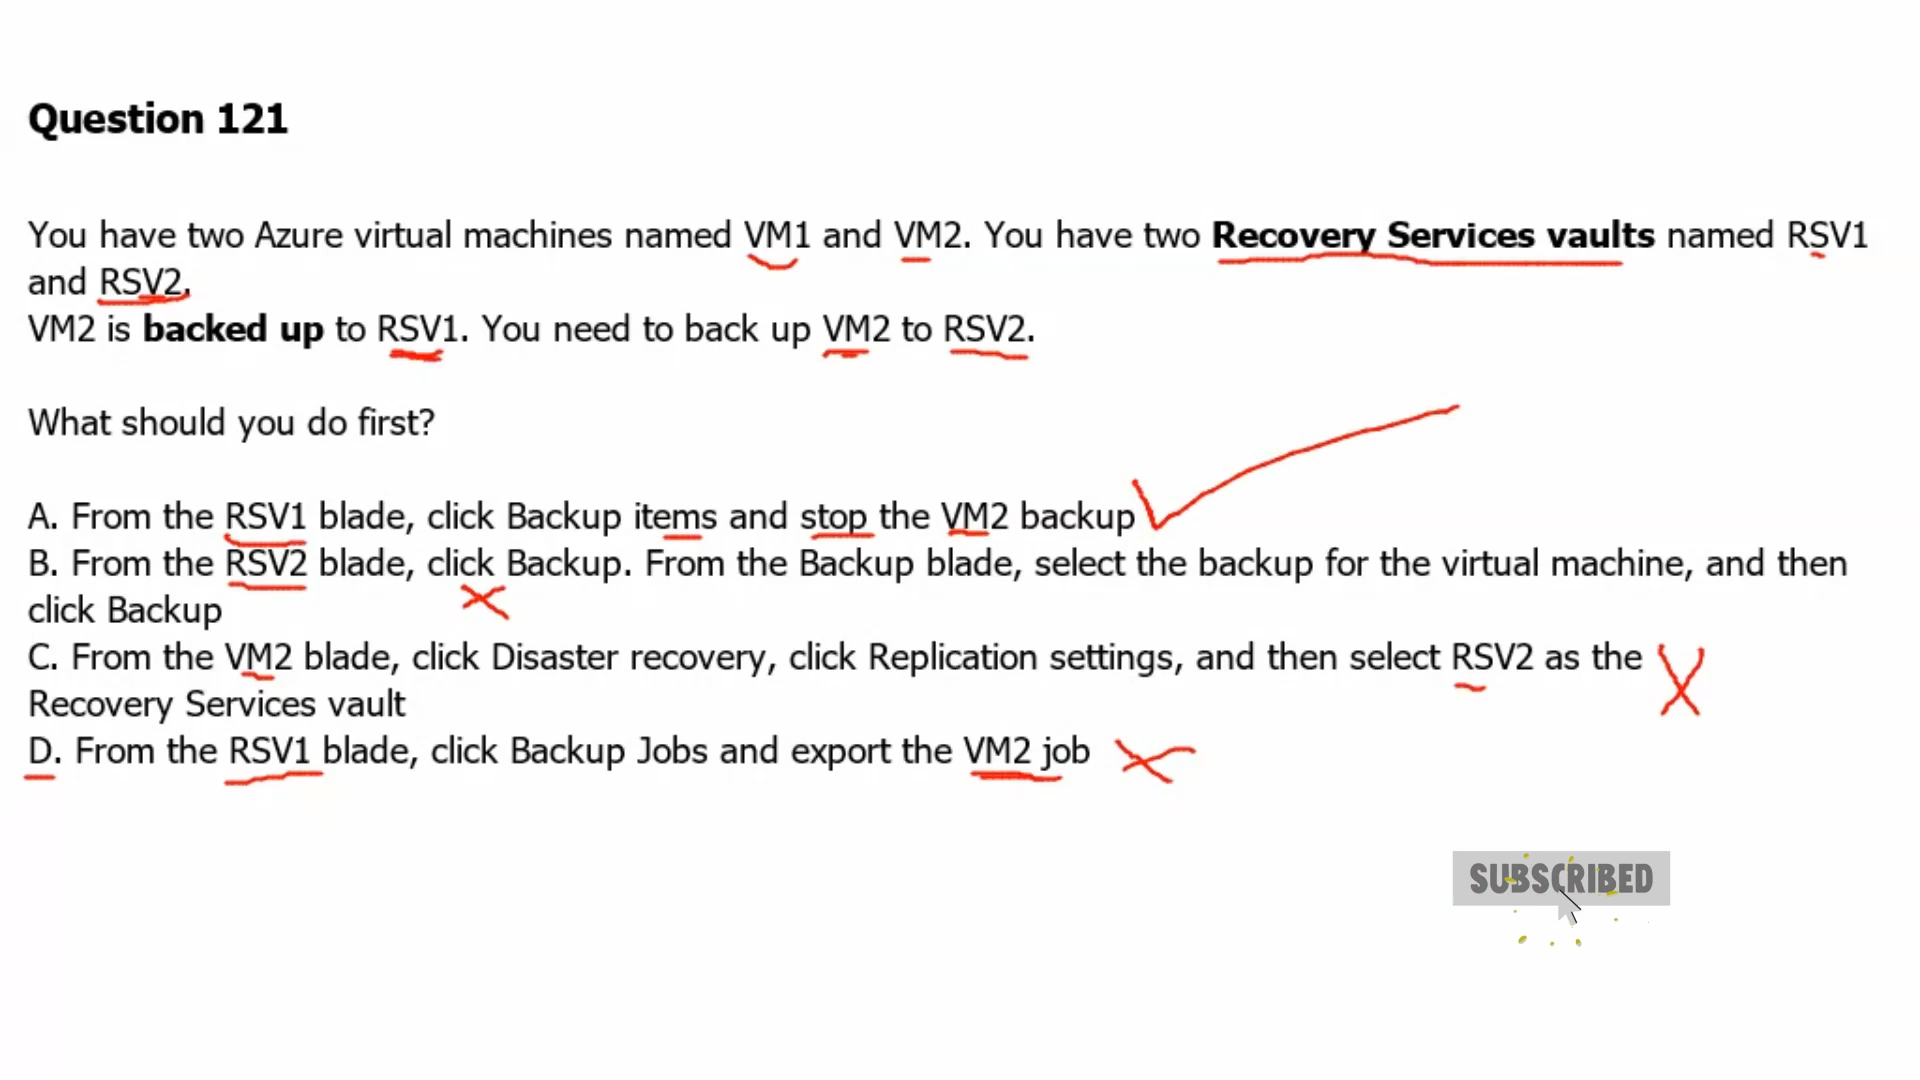 Question 121
You have two Azure virtual machines named VM1 and VM2. You have two Recovery Services vaults named RSV1
and RSV2.
VM2 is backed up to RSV1. You need to back up VM2 to RSV2.
What should you do first?
A. From the RSV1 blade, click Backup items and stop the VM2 backup
B. From the RSV2 blade, click Backup. From the Backup blade, select the backup for the virtual machine, and then
click Backup
C. From the VM2 blade, click Disaster recovery, click Replication settings, and then select RSV2 as the
Recovery Services vault
D. From the RSV1 blade, click Backup Jobs and export the VM2 job
SUBSCRIBED